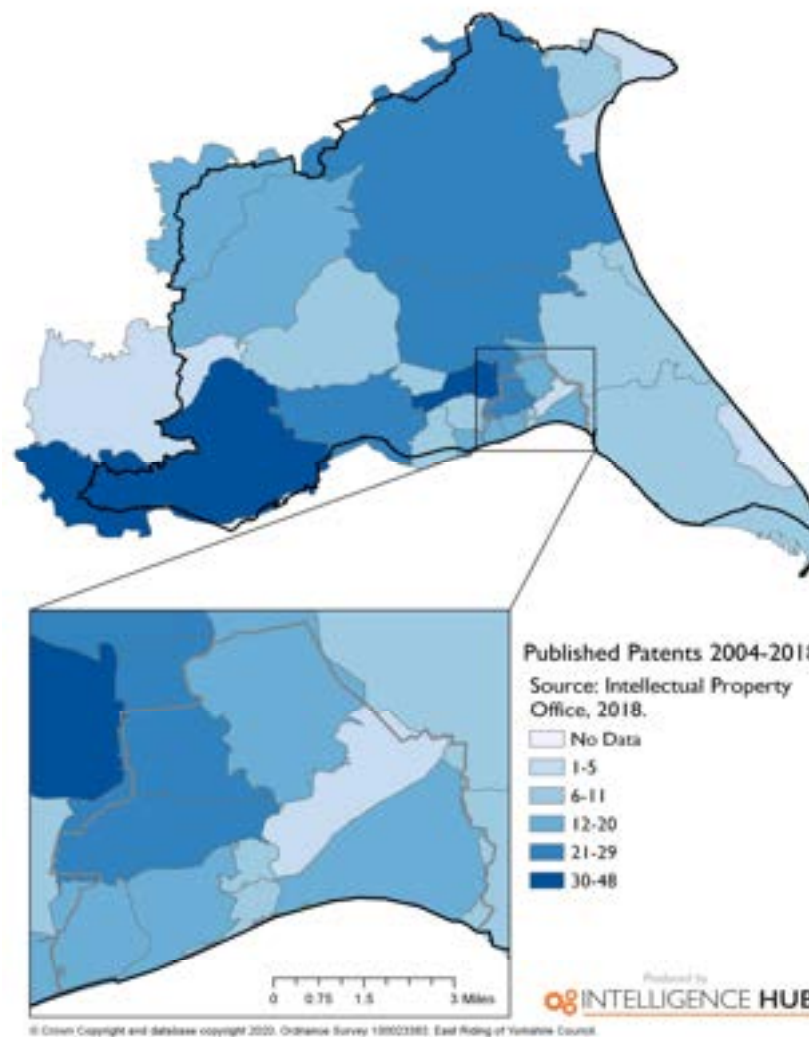 Published Patents 2004-2018
Source: Intellectual Property
Office, 2018.
No Data
1-5
6-11
12-20
21-29
30-48
0 0.75 1.5 3 Miles
Produced by
INTELLIGENCE HUB
© Crown Copyright and database copyright 2020. Ordnance Survey 100023383. East Riding of Yorkshire Council